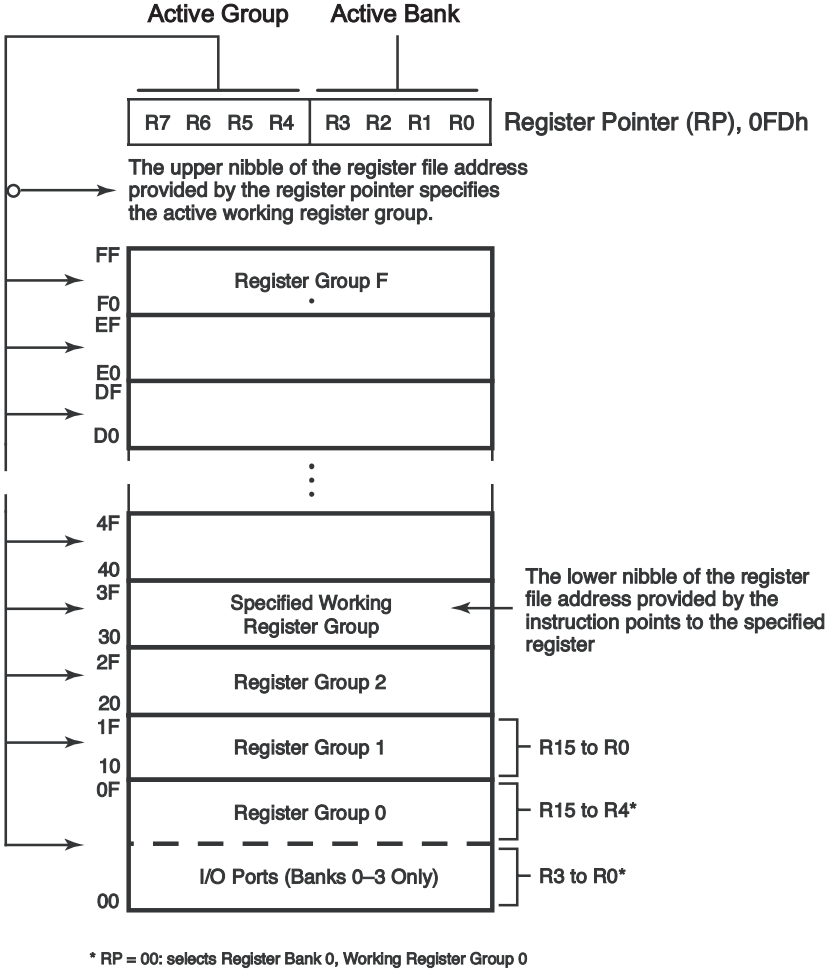 Active Group Active Bank
R7 R6 R5 R4 R3 R2 R1 R0 Register Pointer (RP), 0FDh
The upper nibble of the register file address
provided by the register pointer specifies
the active working register group.
FF
Register Group F
F0
EF
E0
DF
D0
4F
40
3F
Specified Working
Register Group
30
The lower nibble of the register
file address provided by the
instruction points to the specified
register
2F
Register Group 2
20
1F
Register Group 1 R15 to R0
10
0F
Register Group 0 R15 to R4*
I/O Ports (Banks 0–3 Only) R3 to R0*
00
* RP = 00: selects Register Bank 0, Working Register Group 0